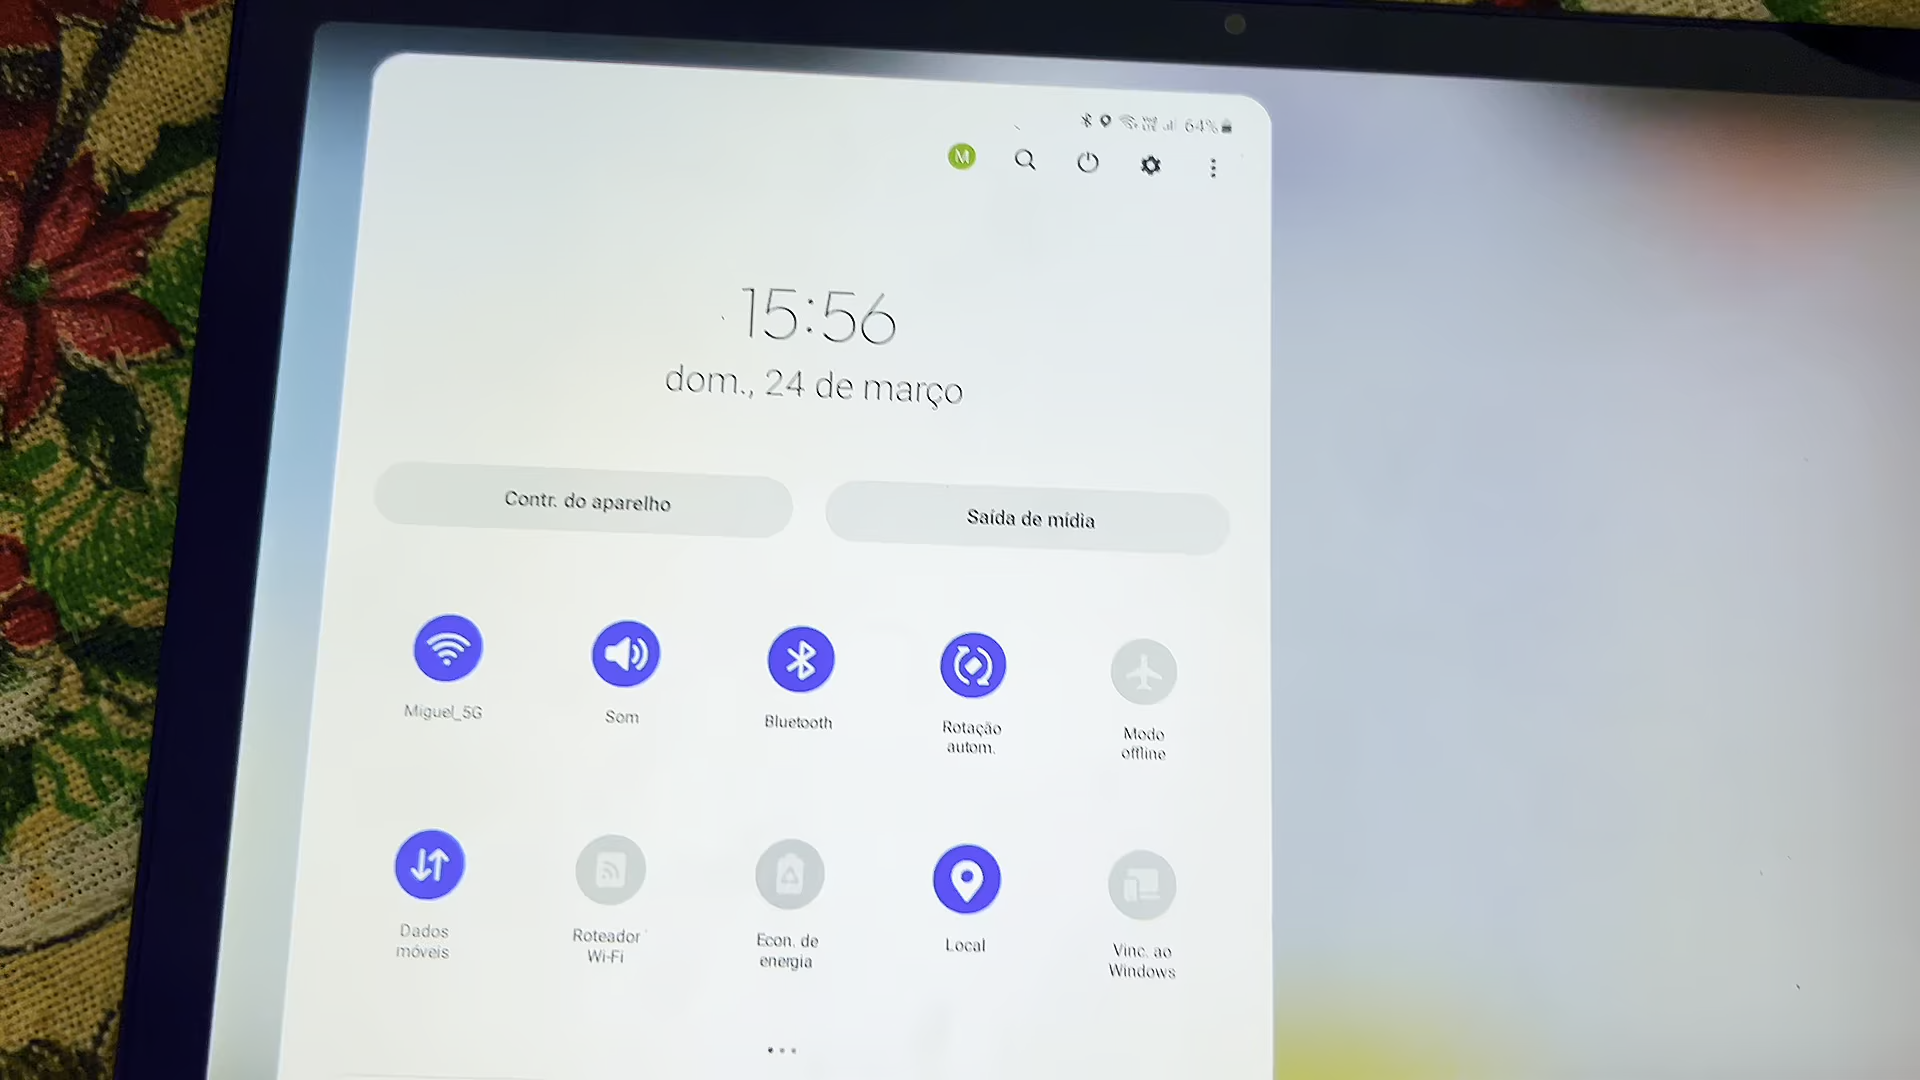 64%
M
15:56
dom., 24 de março
Contr. do aparelho
Saída de mídia
Miguel_5G
Som
Bluetooth
Rotação
autom.
Modo
offline
Dados
móveis
Roteador
Wi-Fi
Econ. de
energia
Local
Vinc. ao
Windows